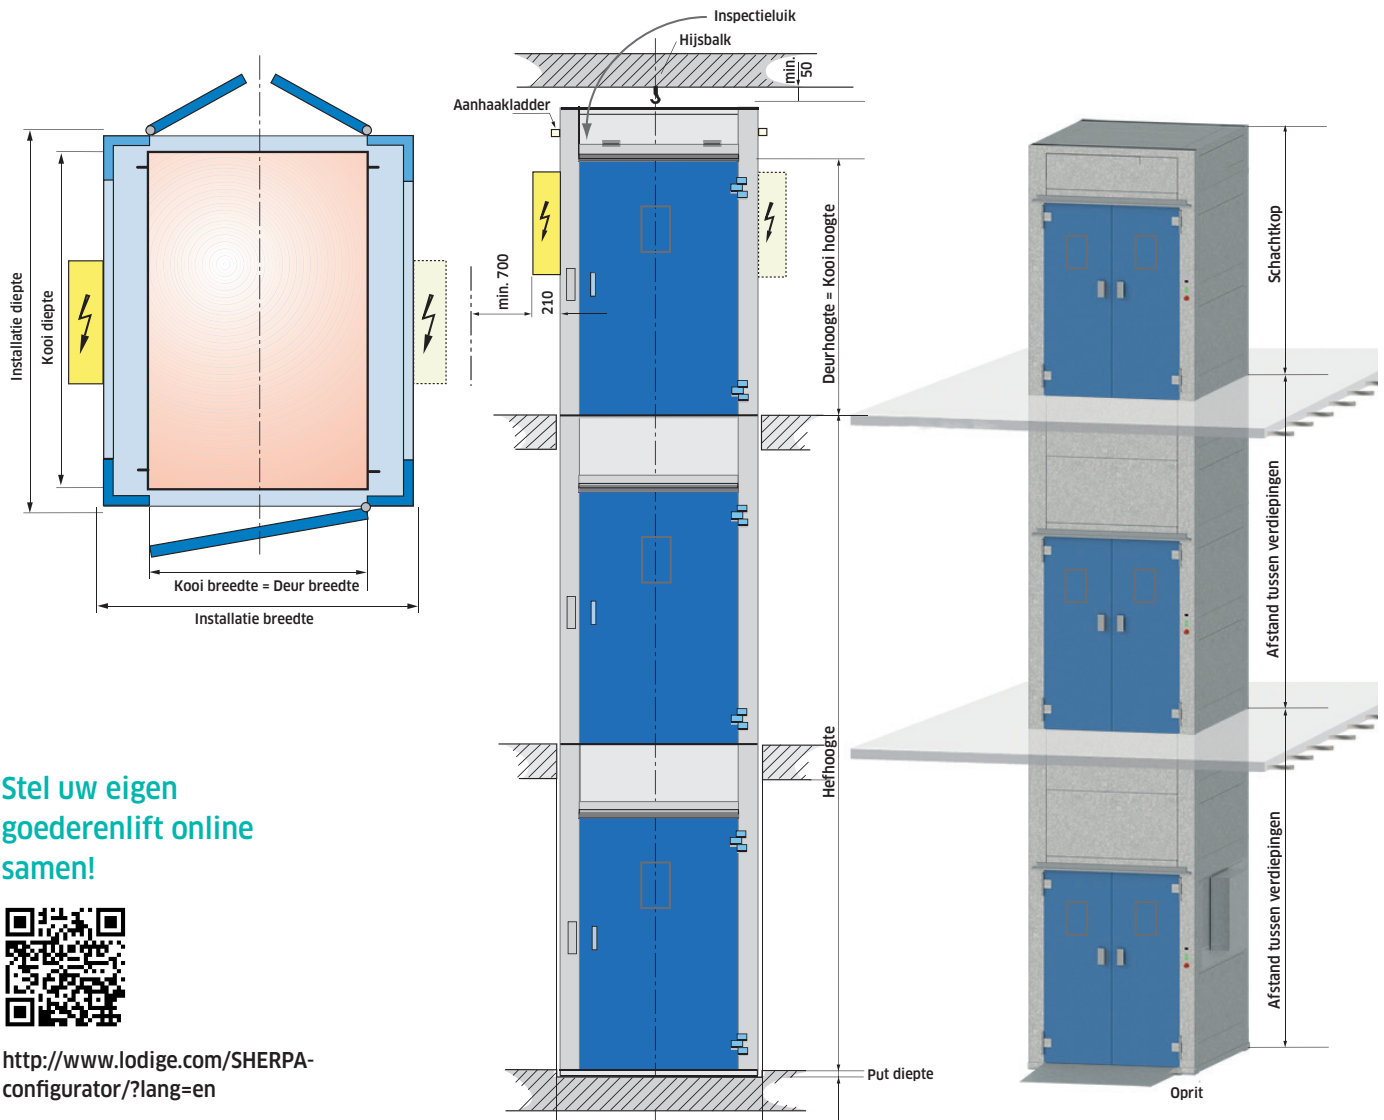 Inspectieluik
Hijsbalk
min.
50
Aanhaakladder
Installatie diepte
Kooi diepte
min. 700
210
Deurhoogte = Kooi hoogte
Schachtkop
Kooi breedte = Deur breedte
Installatie breedte
Afstand tussen verdiepingen
Hefhoogte
Stel uw eigen
goederenlift online
samen!
Afstand tussen verdiepingen
http://www.lodige.com/SHERPA-
configurator/?lang=en
Put diepte
Oprit